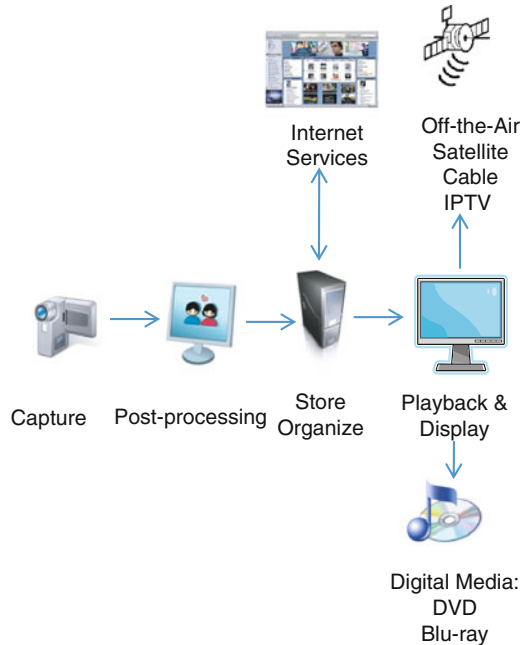 Internet
Services
Off-the-Air
Satellite
Cable
IPTV
Capture
Post-processing
Store
Organize
Playback &
Display
Digital Media:
DVD
Blu-ray